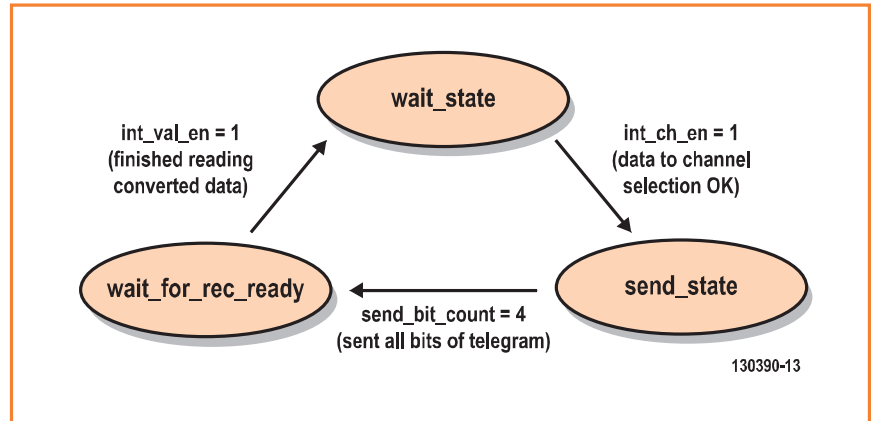 wait_state
int_val_en = 1
(finished reading
converted data)
int_ch_en = 1
(data to channel
selection OK)
wait_for_rec_ready
send_state
send_bit_count = 4
(sent all bits of telegram)
130390-13